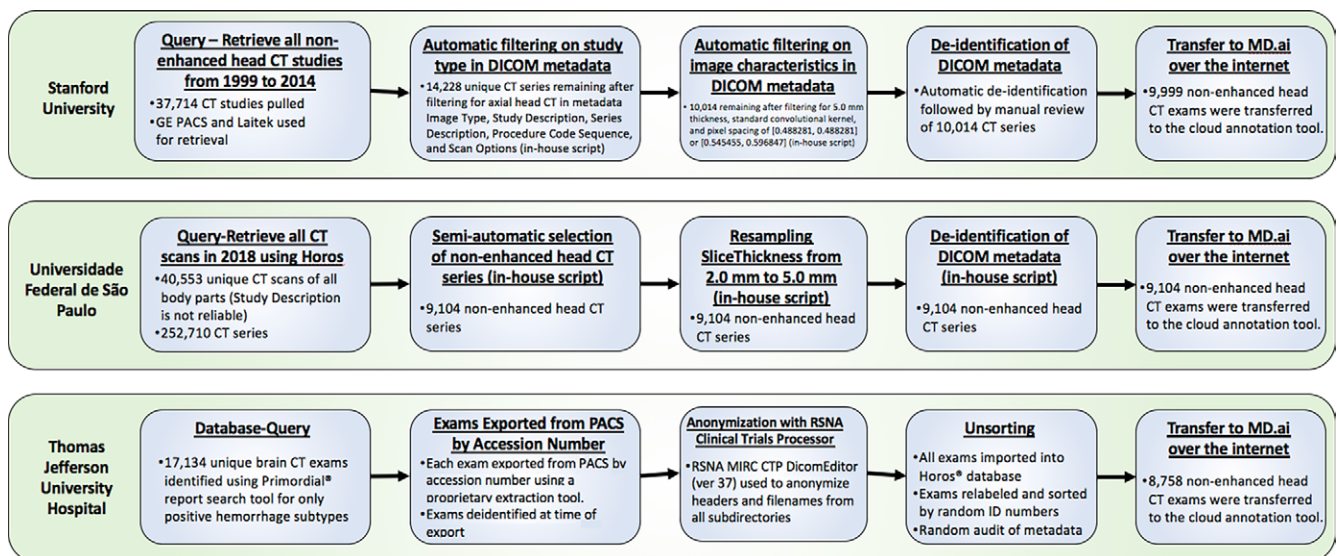 Stanford
University
Query – Retrieve all non-
enhanced head CT studies
from 1999 to 2014
•37,714 CT studies pulled
•GE PACS and Laitek used
for retrieval
Automatic filtering on study
type in DICOM metadata
•14,228 unique CT series remaining after
filtering for axial head CT in metadata
Image Type, Study Description, Series
Description, Procedure Code Sequence,
and Scan Options (in-house script)
Automatic filtering on
image characteristics in
DICOM metadata
•10,014 remaining after filtering for 5.0 mm
thickness, standard convolutional kernel,
and pixel spacing of [0.488281, 0.488281]
or [0.545455, 0.596847] (in-house script)
De-identification of
DICOM metadata
•Automatic de-identification
followed by manual review
of 10,014 CT series
Transfer to MD.ai
over the internet
•9,999 non-enhanced head
CT exams were transferred
to the cloud annotation tool.
Universidade
Federal de São
Paulo
Query-Retrieve all CT
scans in 2018 using Horos
•40,553 unique CT scans of all
body parts (Study Description
is not reliable)
•252,710 CT series
Semi-automatic selection
of non-enhanced head CT
series (in-house script)
•9,104 non-enhanced head CT
series
Resampling
SliceThickness from
2.0 mm to 5.0 mm
(in-house script)
•9,104 non-enhanced head
CT series
De-identification of
DICOM metadata
(in-house script)
•9,104 non-enhanced head
CT series
Transfer to MD.ai
over the internet
•9,104 non-enhanced head
CT exams were transferred
to the cloud annotation tool.
Thomas
Jefferson
University
Hospital
Database-Query
•17,134 unique brain CT exams
identified using Primordial®
report search tool for only
positive hemorrhage subtypes
Exams Exported from PACS
by Accession Number
•Each exam exported from PACS by
accession number using a
proprietary extraction tool.
•Exams deidentified at time of
export
Anonymization with RSNA
Clinical Trials Processor
•RSNA MIRC CTP DicomEditor
(ver 37) used to anonymize
headers and filenames from
all subdirectories
Unsorting
•All exams imported into
Horos® database
•Exams relabeled and sorted
by random ID numbers
•Random audit of metadata
Transfer to MD.ai
over the internet
•8,758 non-enhanced head
CT exams were transferred
to the cloud annotation tool.